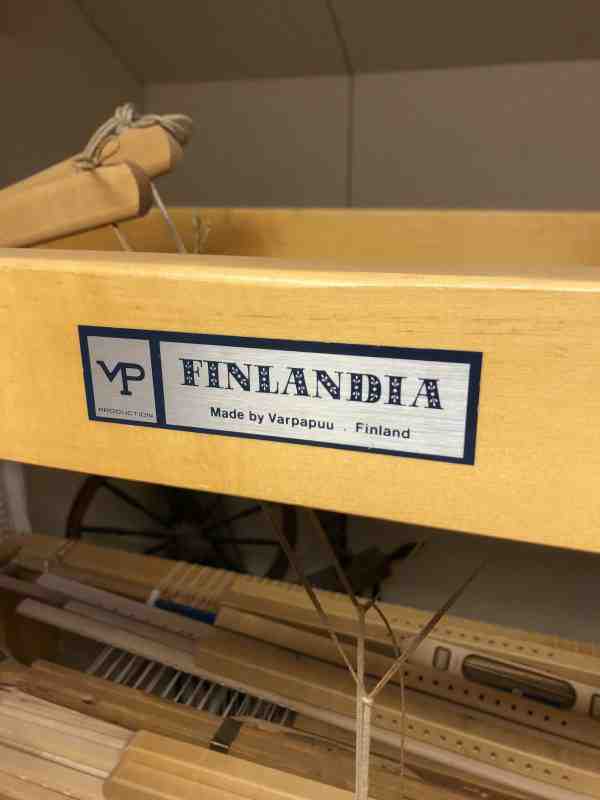 VP
PRODUCTION
FINLANDIA
Made by Varpapuu . Finland